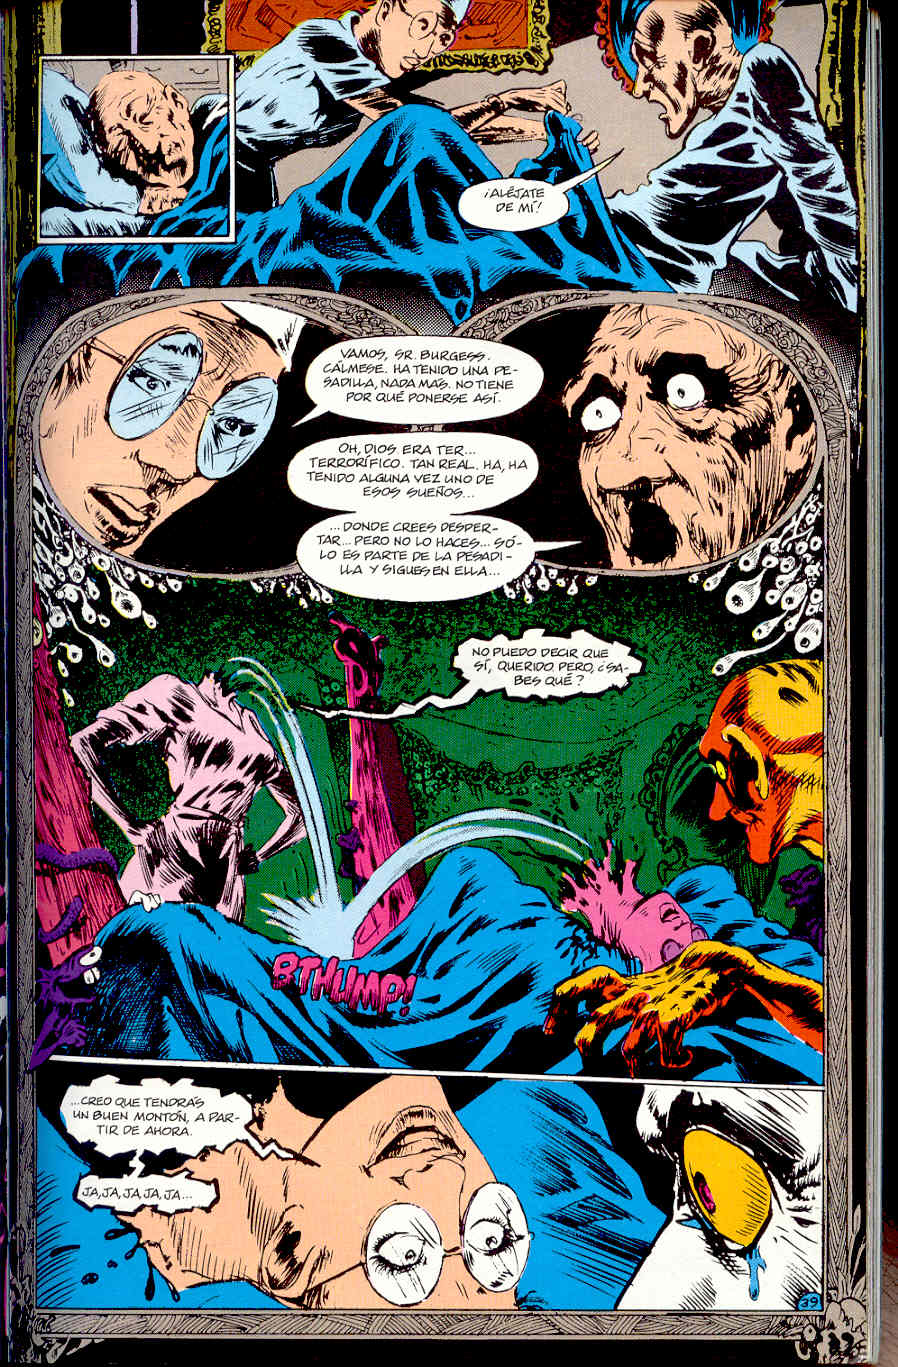 ¡ALÉJATE
DE MÍ!
VAMOS, SR. BURGESS.
CÁLMESE. HA TENIDO UNA PE-
SADILLA, NADA MÁS. NO TIENE
POR QUÉ PONERSE ASÍ.
OH, DIOS ERA TER...
TERRORÍFICO. TAN REAL. HA, HA
TENIDO ALGUNA VEZ UNO DE
ESOS SUEÑOS...
...DONDE CREES DESPER-
TAR... PERO NO LO HACES... SÓ-
LO ES PARTE DE LA PESADI-
LLA Y SIGUES EN ELLA...
NO PUEDO DECIR QUE
SÍ, QUERIDO PERO, ¿SA-
BES QUÉ?
BTHUMP!
...CREO QUE TENDRÁS
UN BUEN MONTÓN, A PAR-
TIR DE AHORA.
JA, JA, JA, JA, JA...
39